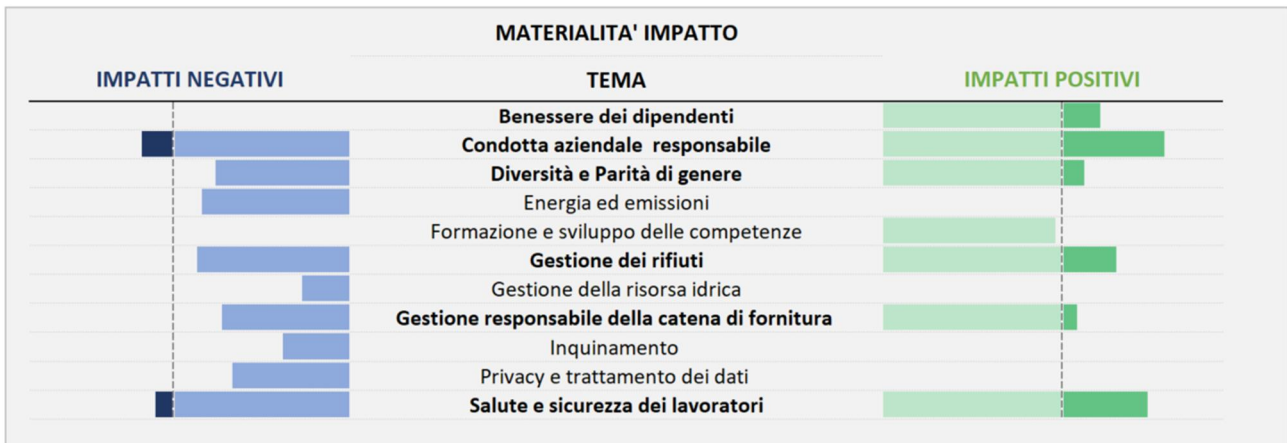 MATERIALITA' IMPATTO
IMPATTI NEGATIVI
TEMA
IMPATTI POSITIVI
Benessere dei dipendenti
Condotta aziendale responsabile
Diversità e Parità di genere
Energia ed emissioni
Formazione e sviluppo delle competenze
Gestione dei rifiuti
Gestione della risorsa idrica
Gestione responsabile della catena di fornitura
Inquinamento
Privacy e trattamento dei dati
Salute e sicurezza dei lavoratori